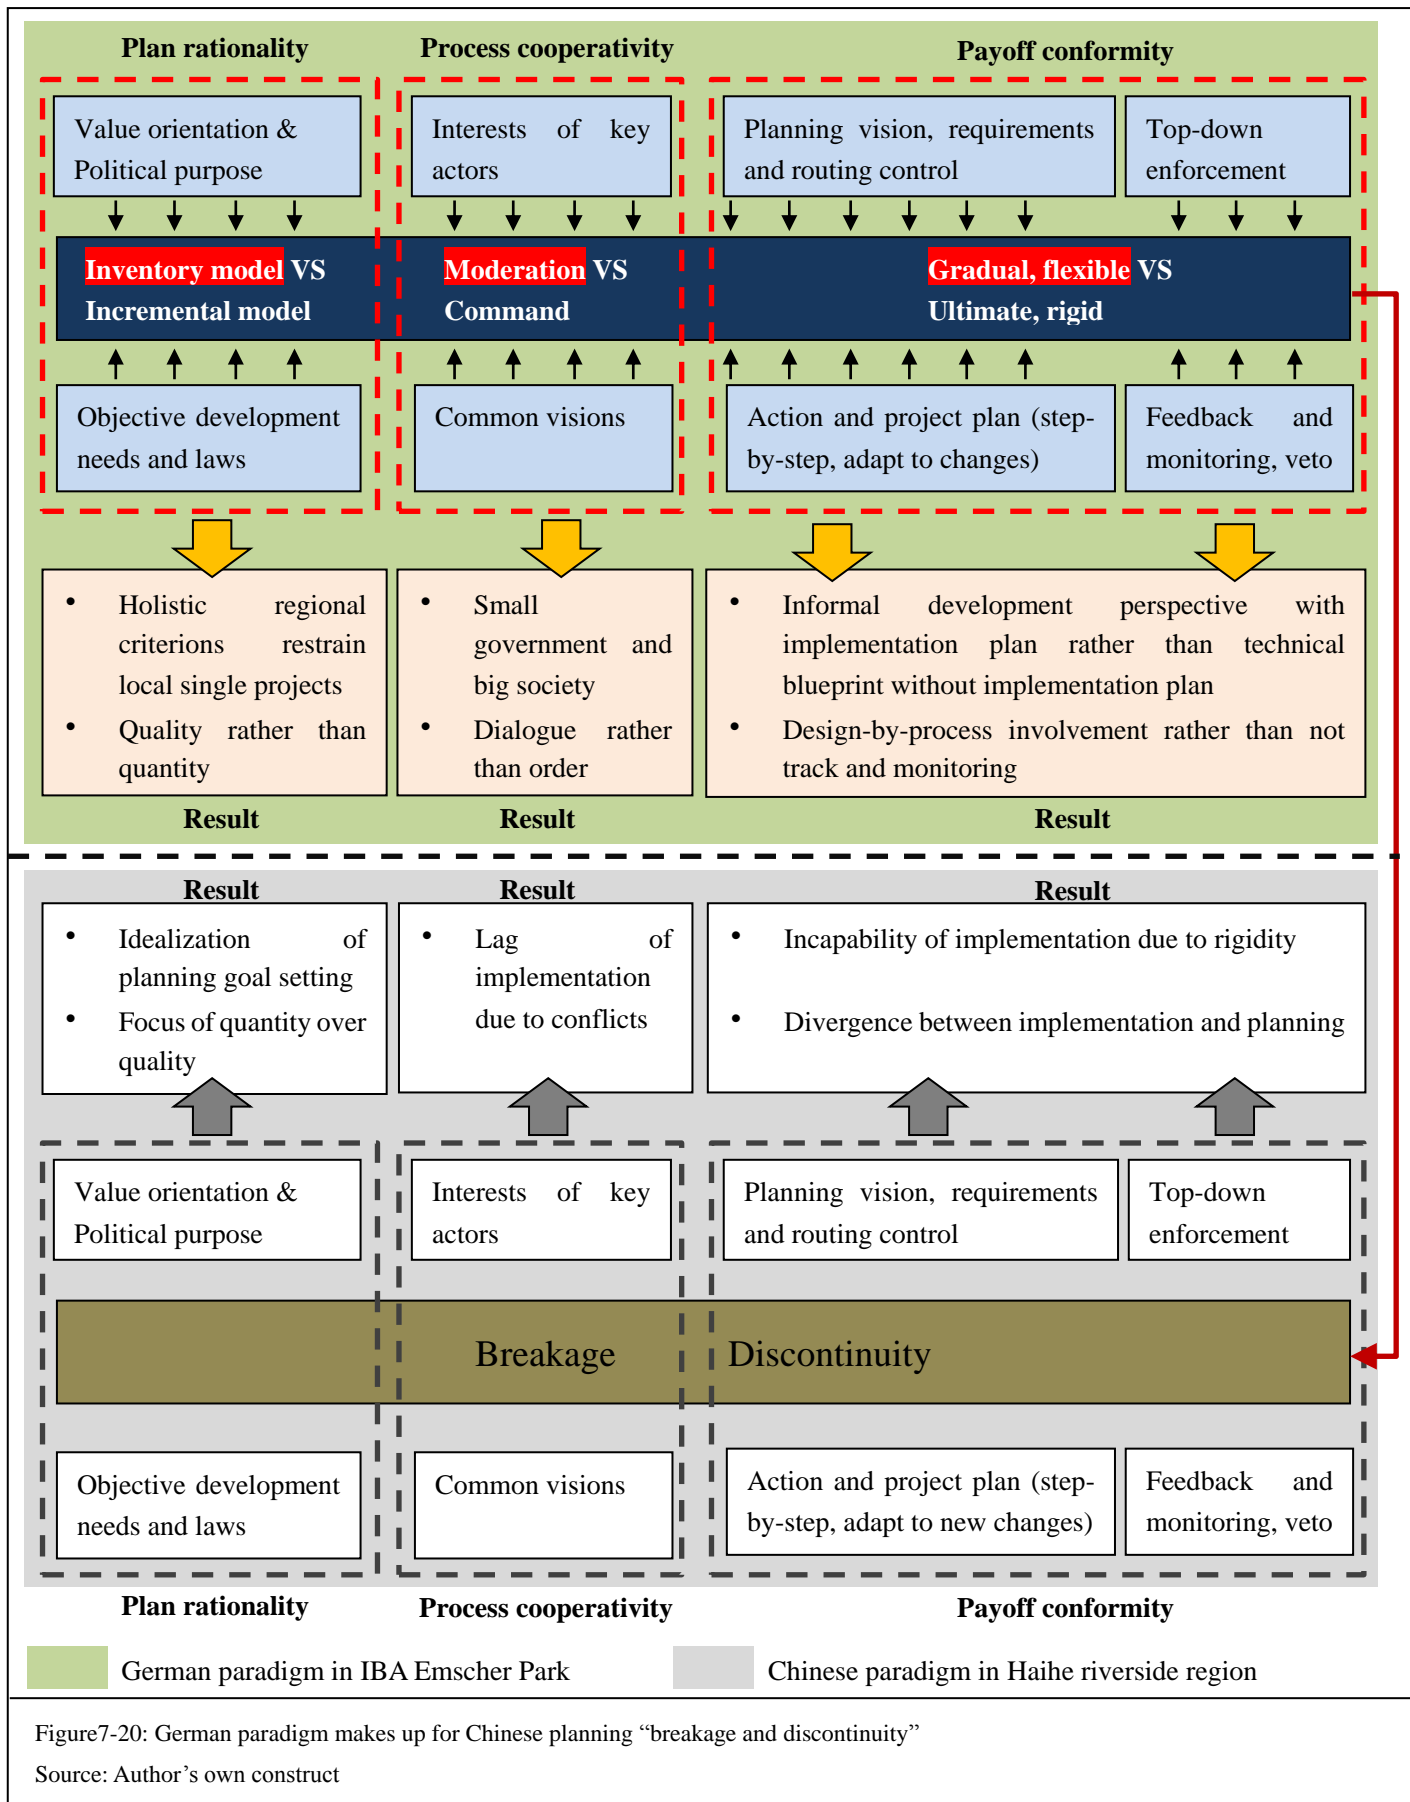 Plan rationality
Process cooperativity
Payoff conformity
Value orientation &
Political purpose
Interests of key
actors
Planning vision, requirements
and routing control
Top-down
enforcement
Inventory model VS
Incremental model
Moderation VS
Command
Gradual, flexible VS
Ultimate, rigid
Objective development
needs and laws
Common visions
Action and project plan (step-
by-step, adapt to changes)
Feedback and
monitoring, veto
• Holistic regional
criterions restrain
local single projects
• Quality rather than
quantity
• Small
government and
big society
• Dialogue rather
than order
• Informal development perspective with
implementation plan rather than technical
blueprint without implementation plan
• Design-by-process involvement rather than not
track and monitoring
Result
Result
Result
Result
Result
Result
• Idealization of
planning goal setting
• Focus of quantity over
quality
• Lag of
implementation
due to conflicts
• Incapability of implementation due to rigidity
• Divergence between implementation and planning
Value orientation &
Political purpose
Interests of key
actors
Planning vision, requirements
and routing control
Top-down
enforcement
Breakage Discontinuity
Objective development
needs and laws
Common visions
Action and project plan (step-
by-step, adapt to new changes)
Feedback and
monitoring, veto
Plan rationality
Process cooperativity
Payoff conformity
German paradigm in IBA Emscher Park
Chinese paradigm in Haihe riverside region
Figure7-20: German paradigm makes up for Chinese planning “breakage and discontinuity”
Source: Author’s own construct